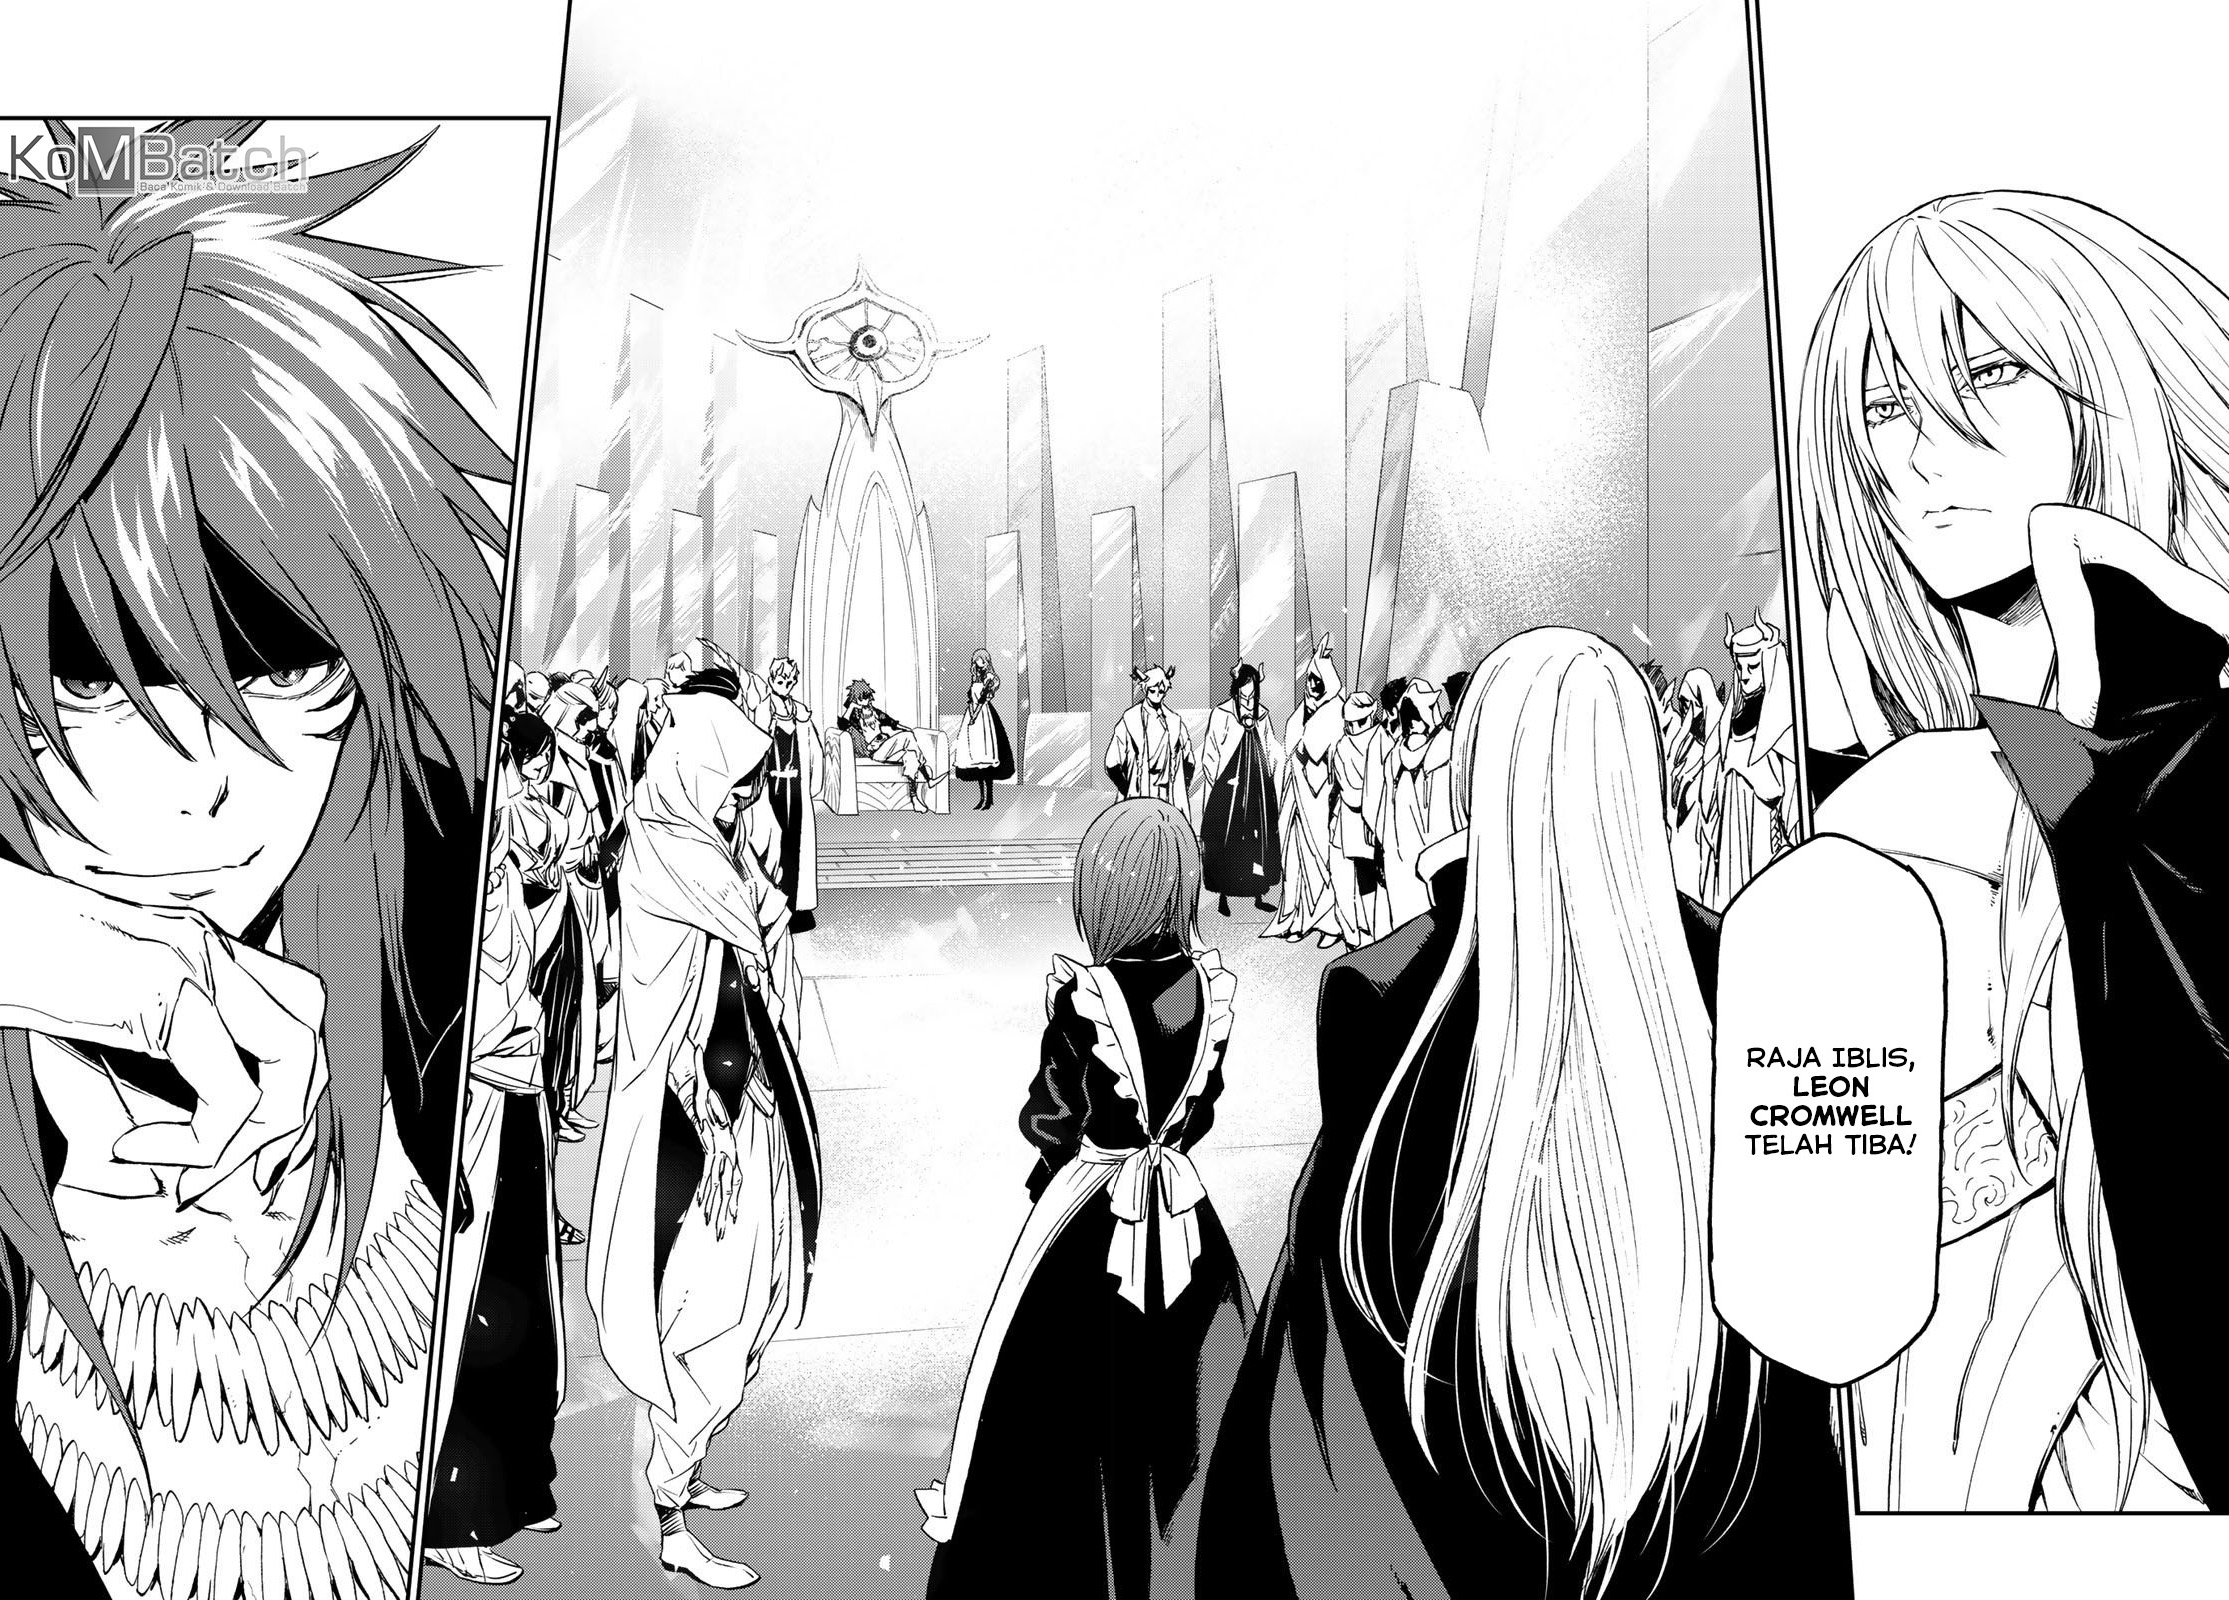 KoMBatch
Baca Komik & Download Batch
RAJA IBLIS,
LEON
CROMWELL
TELAH TIBA!